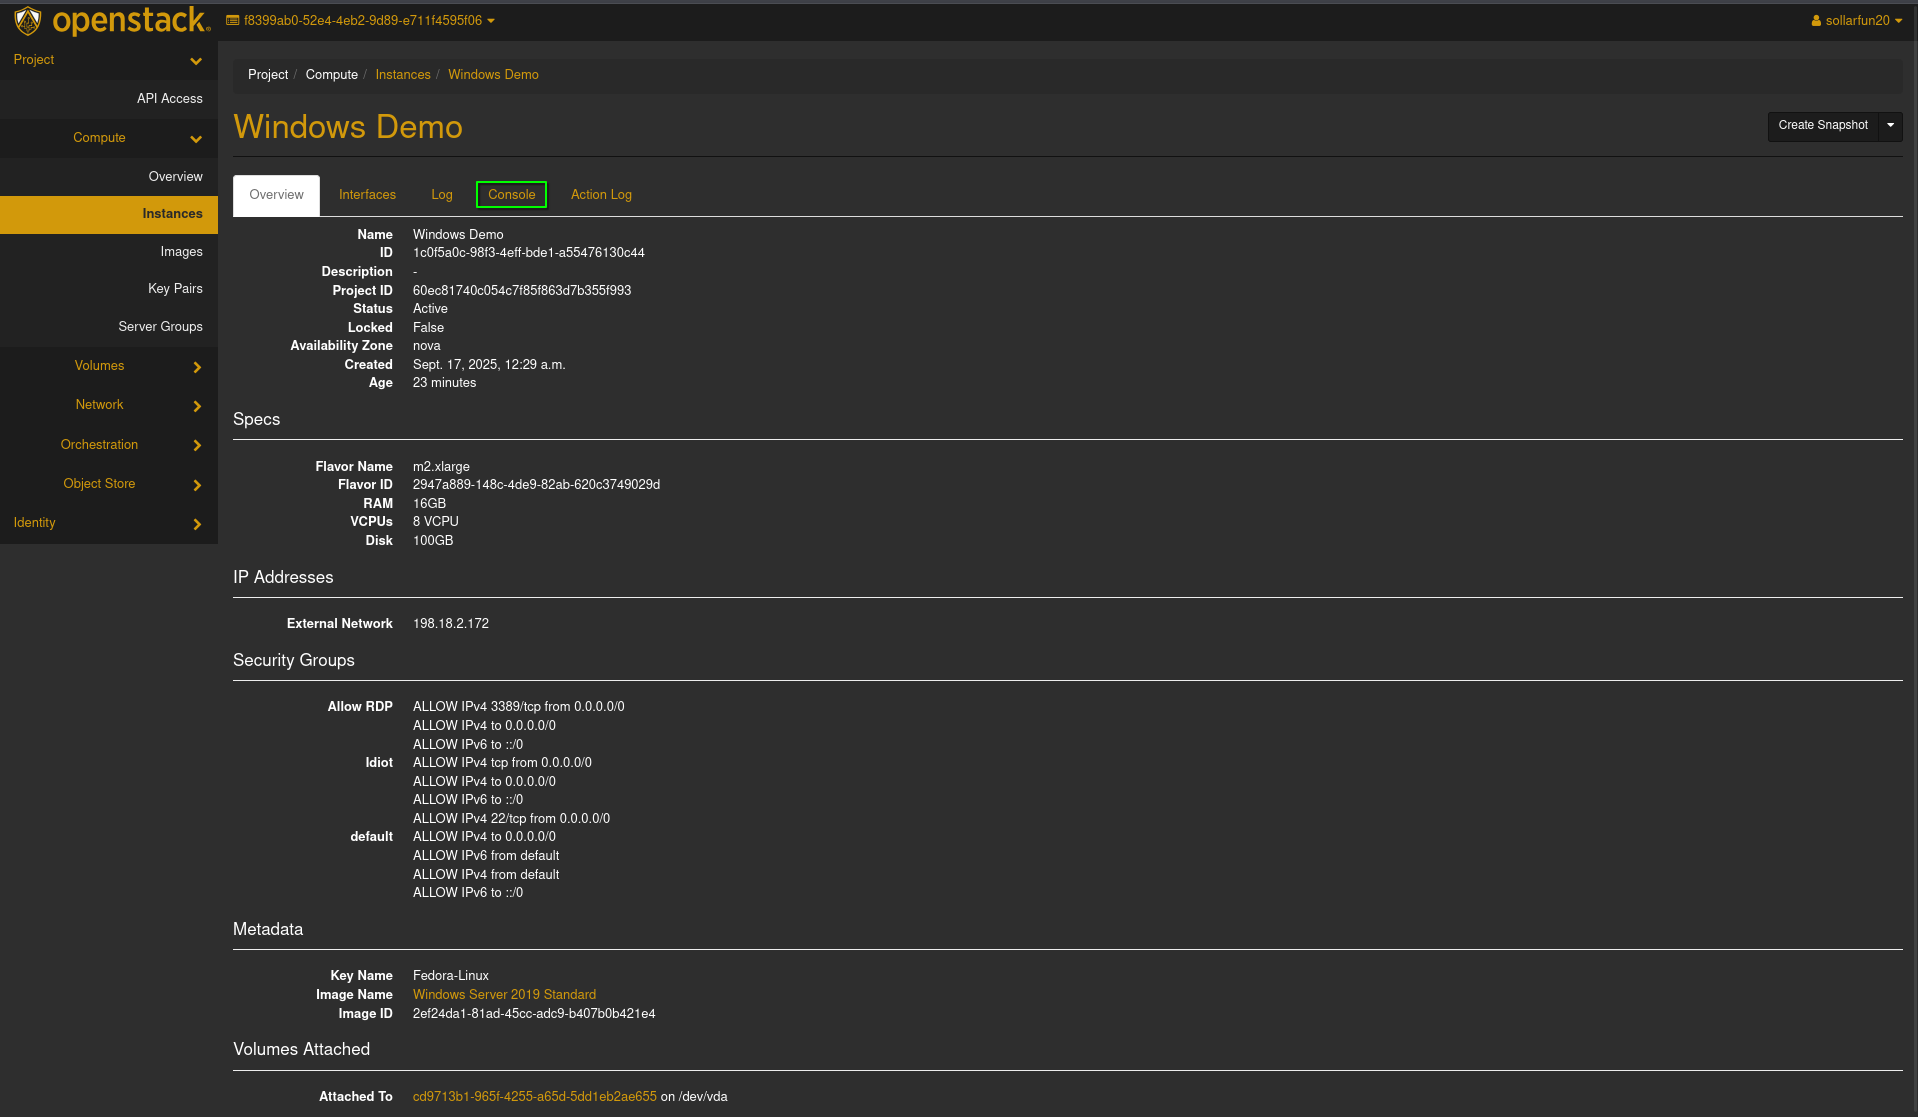 openstack.
f8399ab0-52e4-4eb2-9d89-e711f4595f06
sollarfun20
Project
API Access
Compute
Overview
Instances
Images
Key Pairs
Server Groups
Volumes
Network
Orchestration
Object Store
Identity
Project / Compute / Instances / Windows Demo
Windows Demo
Create Snapshot
Overview Interfaces Log Console Action Log
Name Windows Demo
ID 1c0f5a0c-98f3-4eff-bde1-a55476130c44
Description -
Project ID 60ec81740c054c7f85f863d7b355f993
Status Active
Locked False
Availability Zone nova
Created Sept. 17, 2025, 12:29 a.m.
Age 23 minutes
Specs
Flavor Name m2.xlarge
Flavor ID 2947a889-148c-4de9-82ab-620c3749029d
RAM 16GB
VCPUs 8 VCPU
Disk 100GB
IP Addresses
External Network 198.18.2.172
Security Groups
Allow RDP ALLOW IPv4 3389/tcp from 0.0.0.0/0
ALLOW IPv4 to 0.0.0.0/0
ALLOW IPv6 to ::/0
Idiot ALLOW IPv4 tcp from 0.0.0.0/0
ALLOW IPv4 to 0.0.0.0/0
ALLOW IPv6 to ::/0
ALLOW IPv4 22/tcp from 0.0.0.0/0
default ALLOW IPv4 to 0.0.0.0/0
ALLOW IPv6 from default
ALLOW IPv4 from default
ALLOW IPv6 to ::/0
Metadata
Key Name Fedora-Linux
Image Name Windows Server 2019 Standard
Image ID 2ef24da1-81ad-45cc-adc9-b407b0b421e4
Volumes Attached
Attached To cd9713b1-965f-4255-a65d-5dd1eb2ae655 on /dev/vda